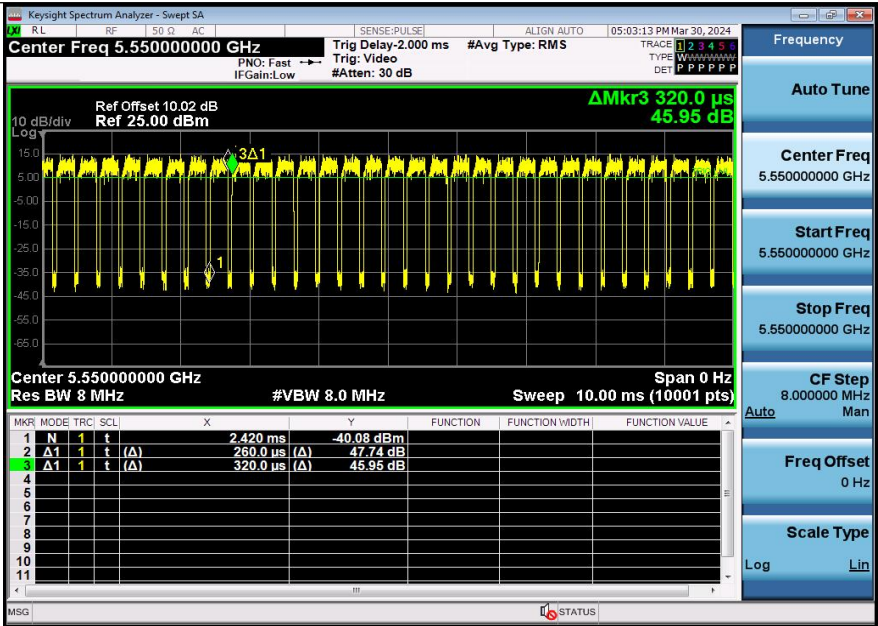 Keysight Spectrum Analyzer - Swept SA
LXI RL RF 50 Ω AC SENSE:PULSE ALIGN AUTO 05:03:13 PM Mar 30, 2024
Center Freq 5.550000000 GHz
PNO: Fast
IFGain:Low
Trig Delay-2.000 ms
Trig: Video
#Atten: 30 dB
#Avg Type: RMS
TRACE 1 2 3 4 5 6
TYPE WWWWWW
DET P P P P P P
Ref Offset 10.02 dB
10 dB/div Ref 25.00 dBm
Log
ΔMkr3 320.0 µs
45.95 dB
15.0
5.00
-5.00
-15.0
-25.0
-35.0
-45.0
-55.0
-65.0
3Δ1
1
Center 5.550000000 GHz Span 0 Hz
Res BW 8 MHz #VBW 8.0 MHz Sweep 10.00 ms (10001 pts)
MKR MODE TRC SCL X Y FUNCTION FUNCTION WIDTH FUNCTION VALUE
1 N 1 t 2.420 ms -40.08 dBm
2 Δ1 1 t (Δ) 260.0 µs (Δ) 47.74 dB
3 Δ1 1 t (Δ) 320.0 µs (Δ) 45.95 dB
4
5
6
7
8
9
10
11
MSG STATUS
Frequency
Auto Tune
Center Freq
5.550000000 GHz
Start Freq
5.550000000 GHz
Stop Freq
5.550000000 GHz
CF Step
8.000000 MHz
Auto Man
Freq Offset
0 Hz
Scale Type
Log Lin